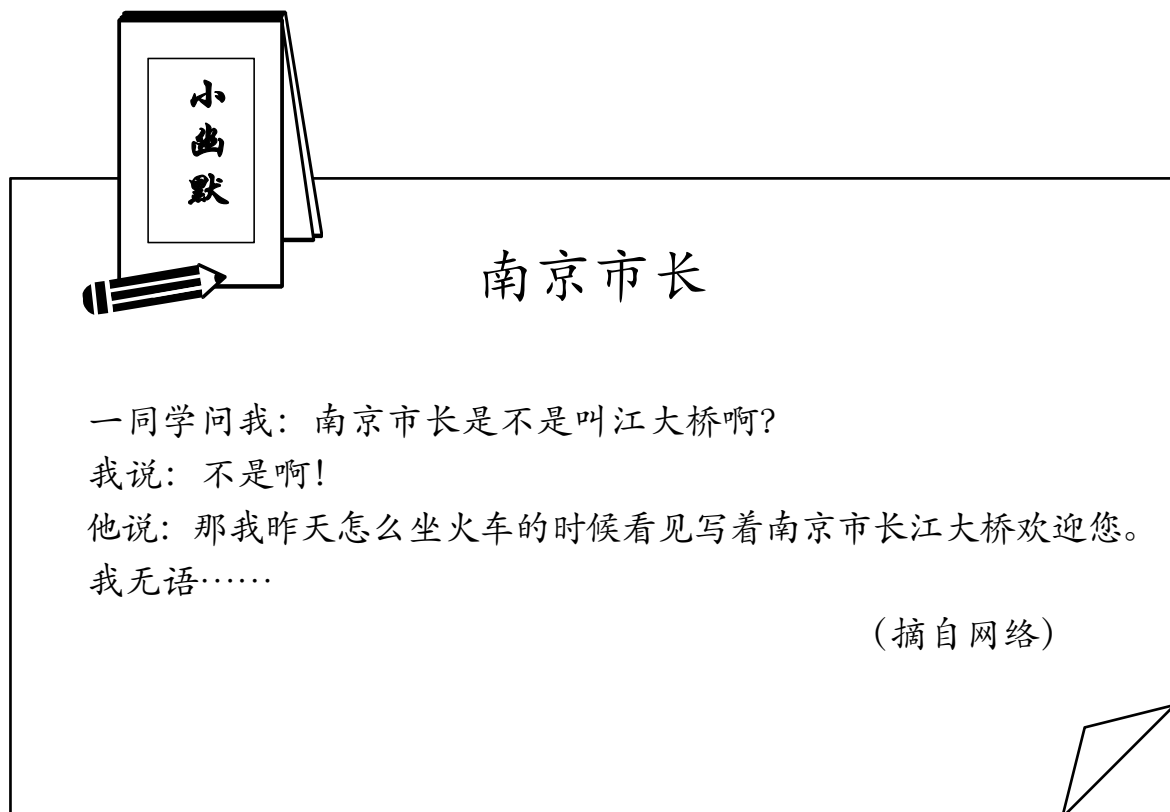 小幽默
南京市长
一同学问我：南京市长是不是叫江大桥啊？
我说：不是啊！
他说：那我昨天怎么坐火车的时候看见写着南京市长江大桥欢迎您。
我无语……
（摘自网络）